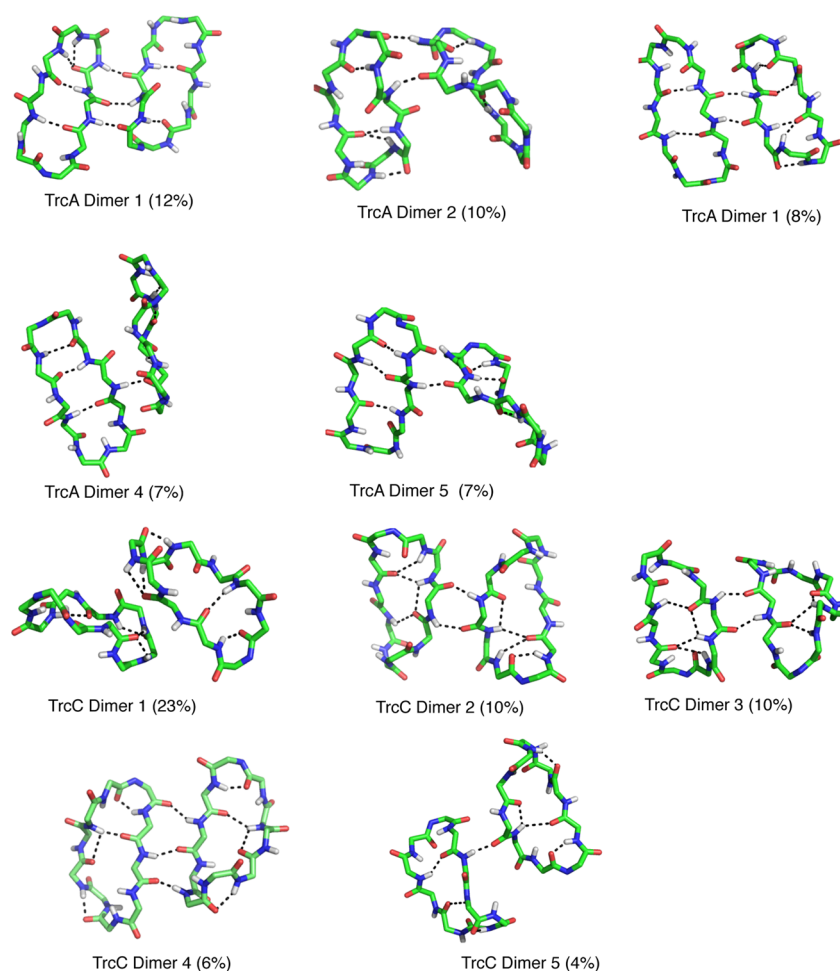 TrcA Dimer 1 (12%)
TrcA Dimer 2 (10%)
TrcA Dimer 1 (8%)
TrcA Dimer 4 (7%)
TrcA Dimer 5  (7%)
TrcC Dimer 1 (23%)
TrcC Dimer 2 (10%)
TrcC Dimer 3 (10%)
TrcC Dimer 4 (6%)
TrcC Dimer 5 (4%)